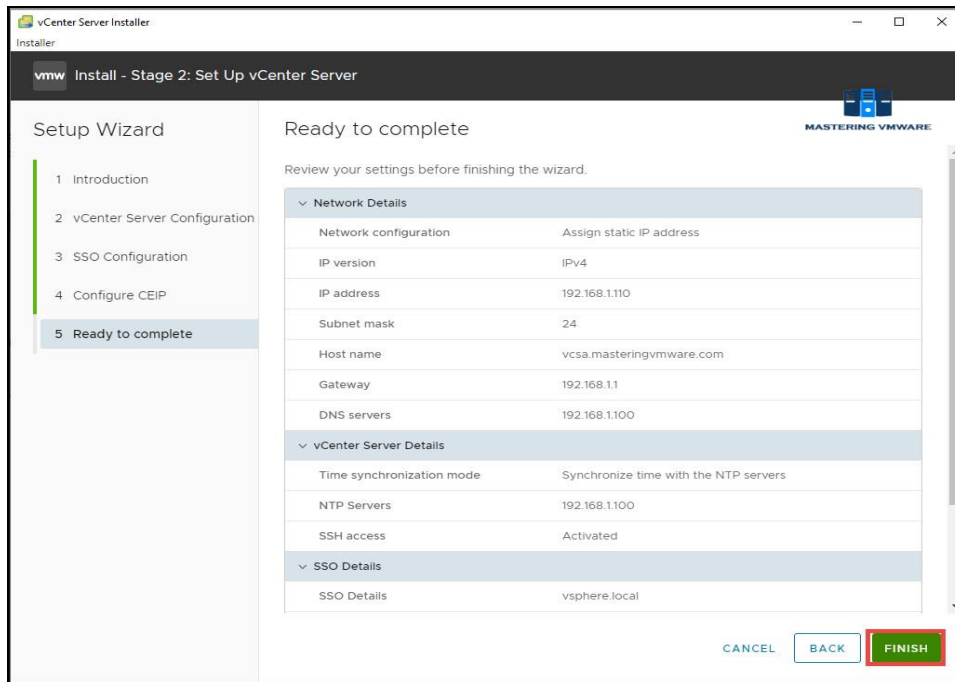 vCenter Server Installer
Installer
vmw Install - Stage 2: Set Up vCenter Server
MASTERING VMWARE
Setup Wizard
1 Introduction
2 vCenter Server Configuration
3 SSO Configuration
4 Configure CEIP
5 Ready to complete
Ready to complete
Review your settings before finishing the wizard.
Network Details
Network configuration Assign static IP address
IP version IPv4
IP address 192.168.1.110
Subnet mask 24
Host name vcsa.masteringvmware.com
Gateway 192.168.1.1
DNS servers 192.168.1.100
vCenter Server Details
Time synchronization mode Synchronize time with the NTP servers
NTP Servers 192.168.1.100
SSH access Activated
SSO Details
SSO Details vsphere.local
CANCEL BACK FINISH